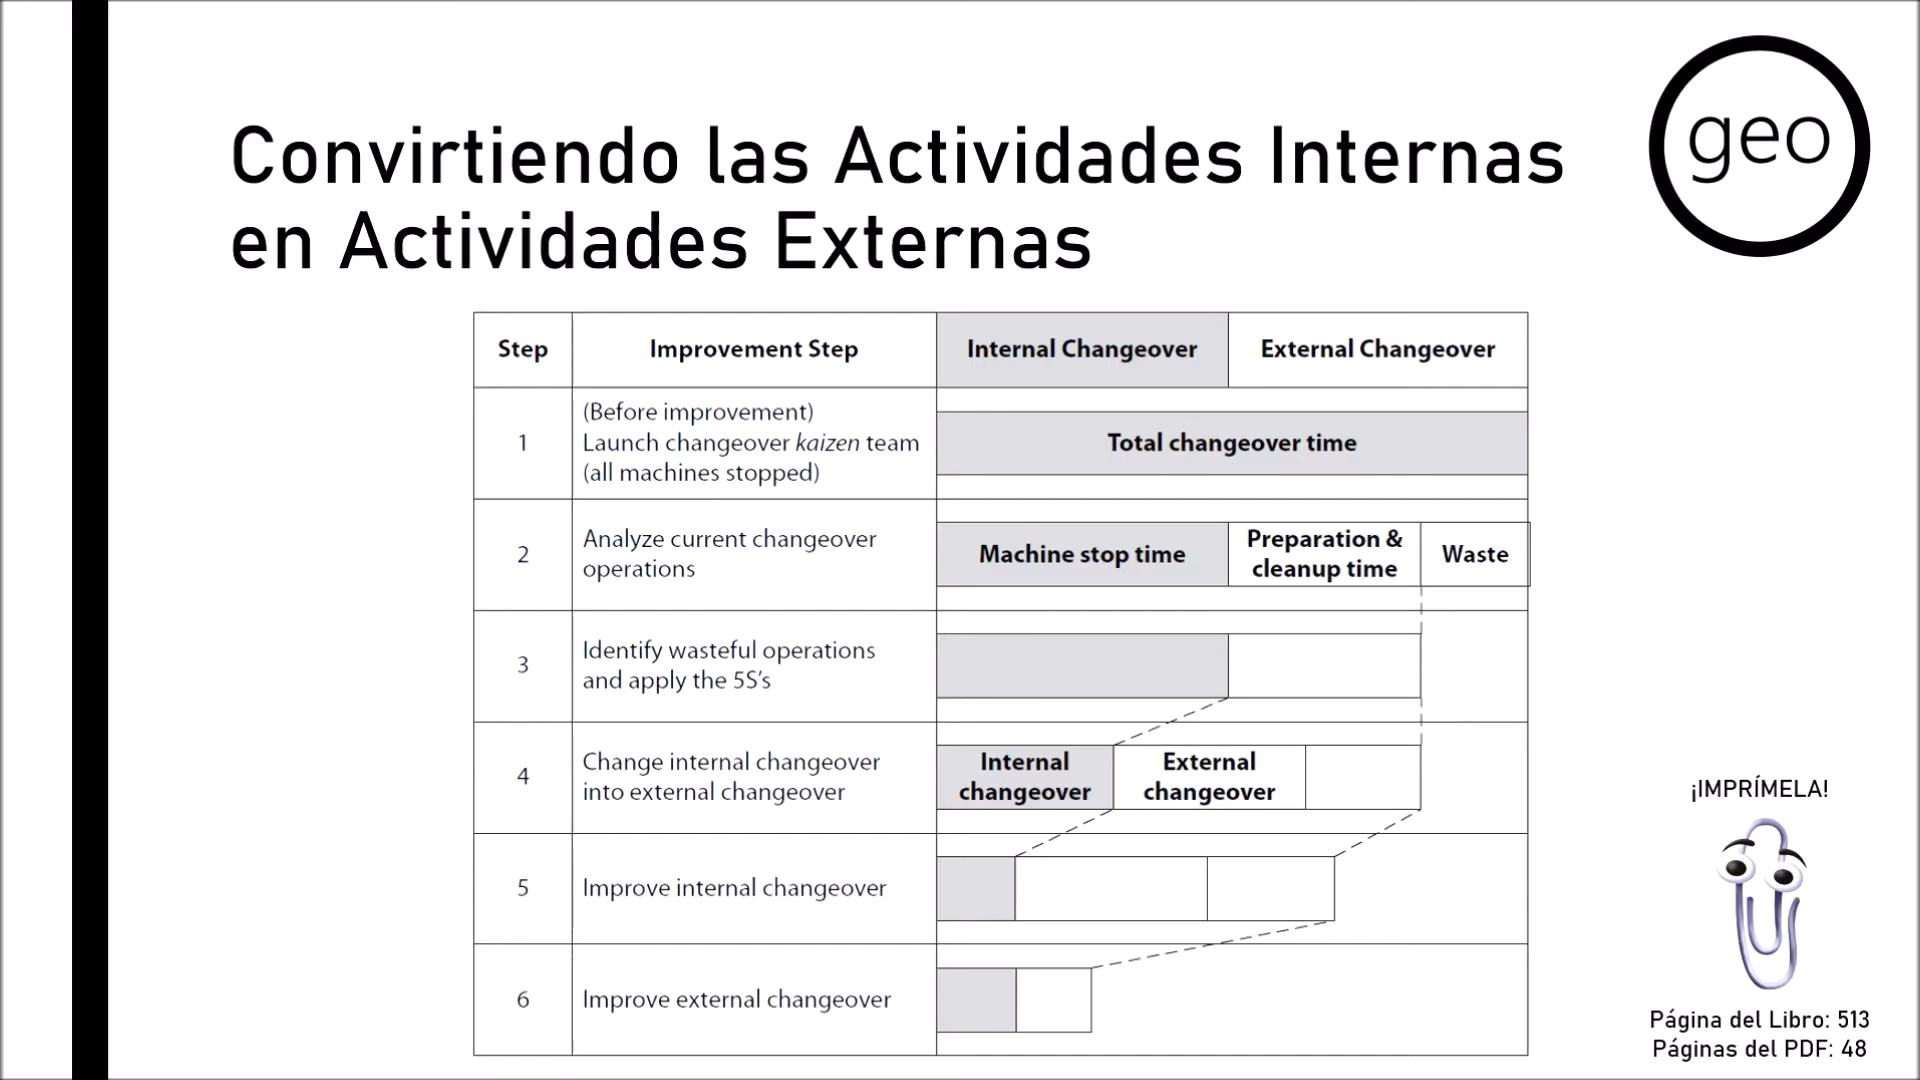 geo
Convirtiendo las Actividades Internas
en Actividades Externas
Step
Improvement Step
Internal Changeover
External Changeover
1
(Before improvement)
Launch changeover kaizen team
(all machines stopped)
Total changeover time
2
Analyze current changeover
operations
Machine stop time
Preparation &
cleanup time
Waste
3
Identify wasteful operations
and apply the 5S's
4
Change internal changeover
into external changeover
Internal
changeover
External
changeover
5
Improve internal changeover
6
Improve external changeover
¡IMPRÍMELA!
Página del Libro: 513
Páginas del PDF: 48